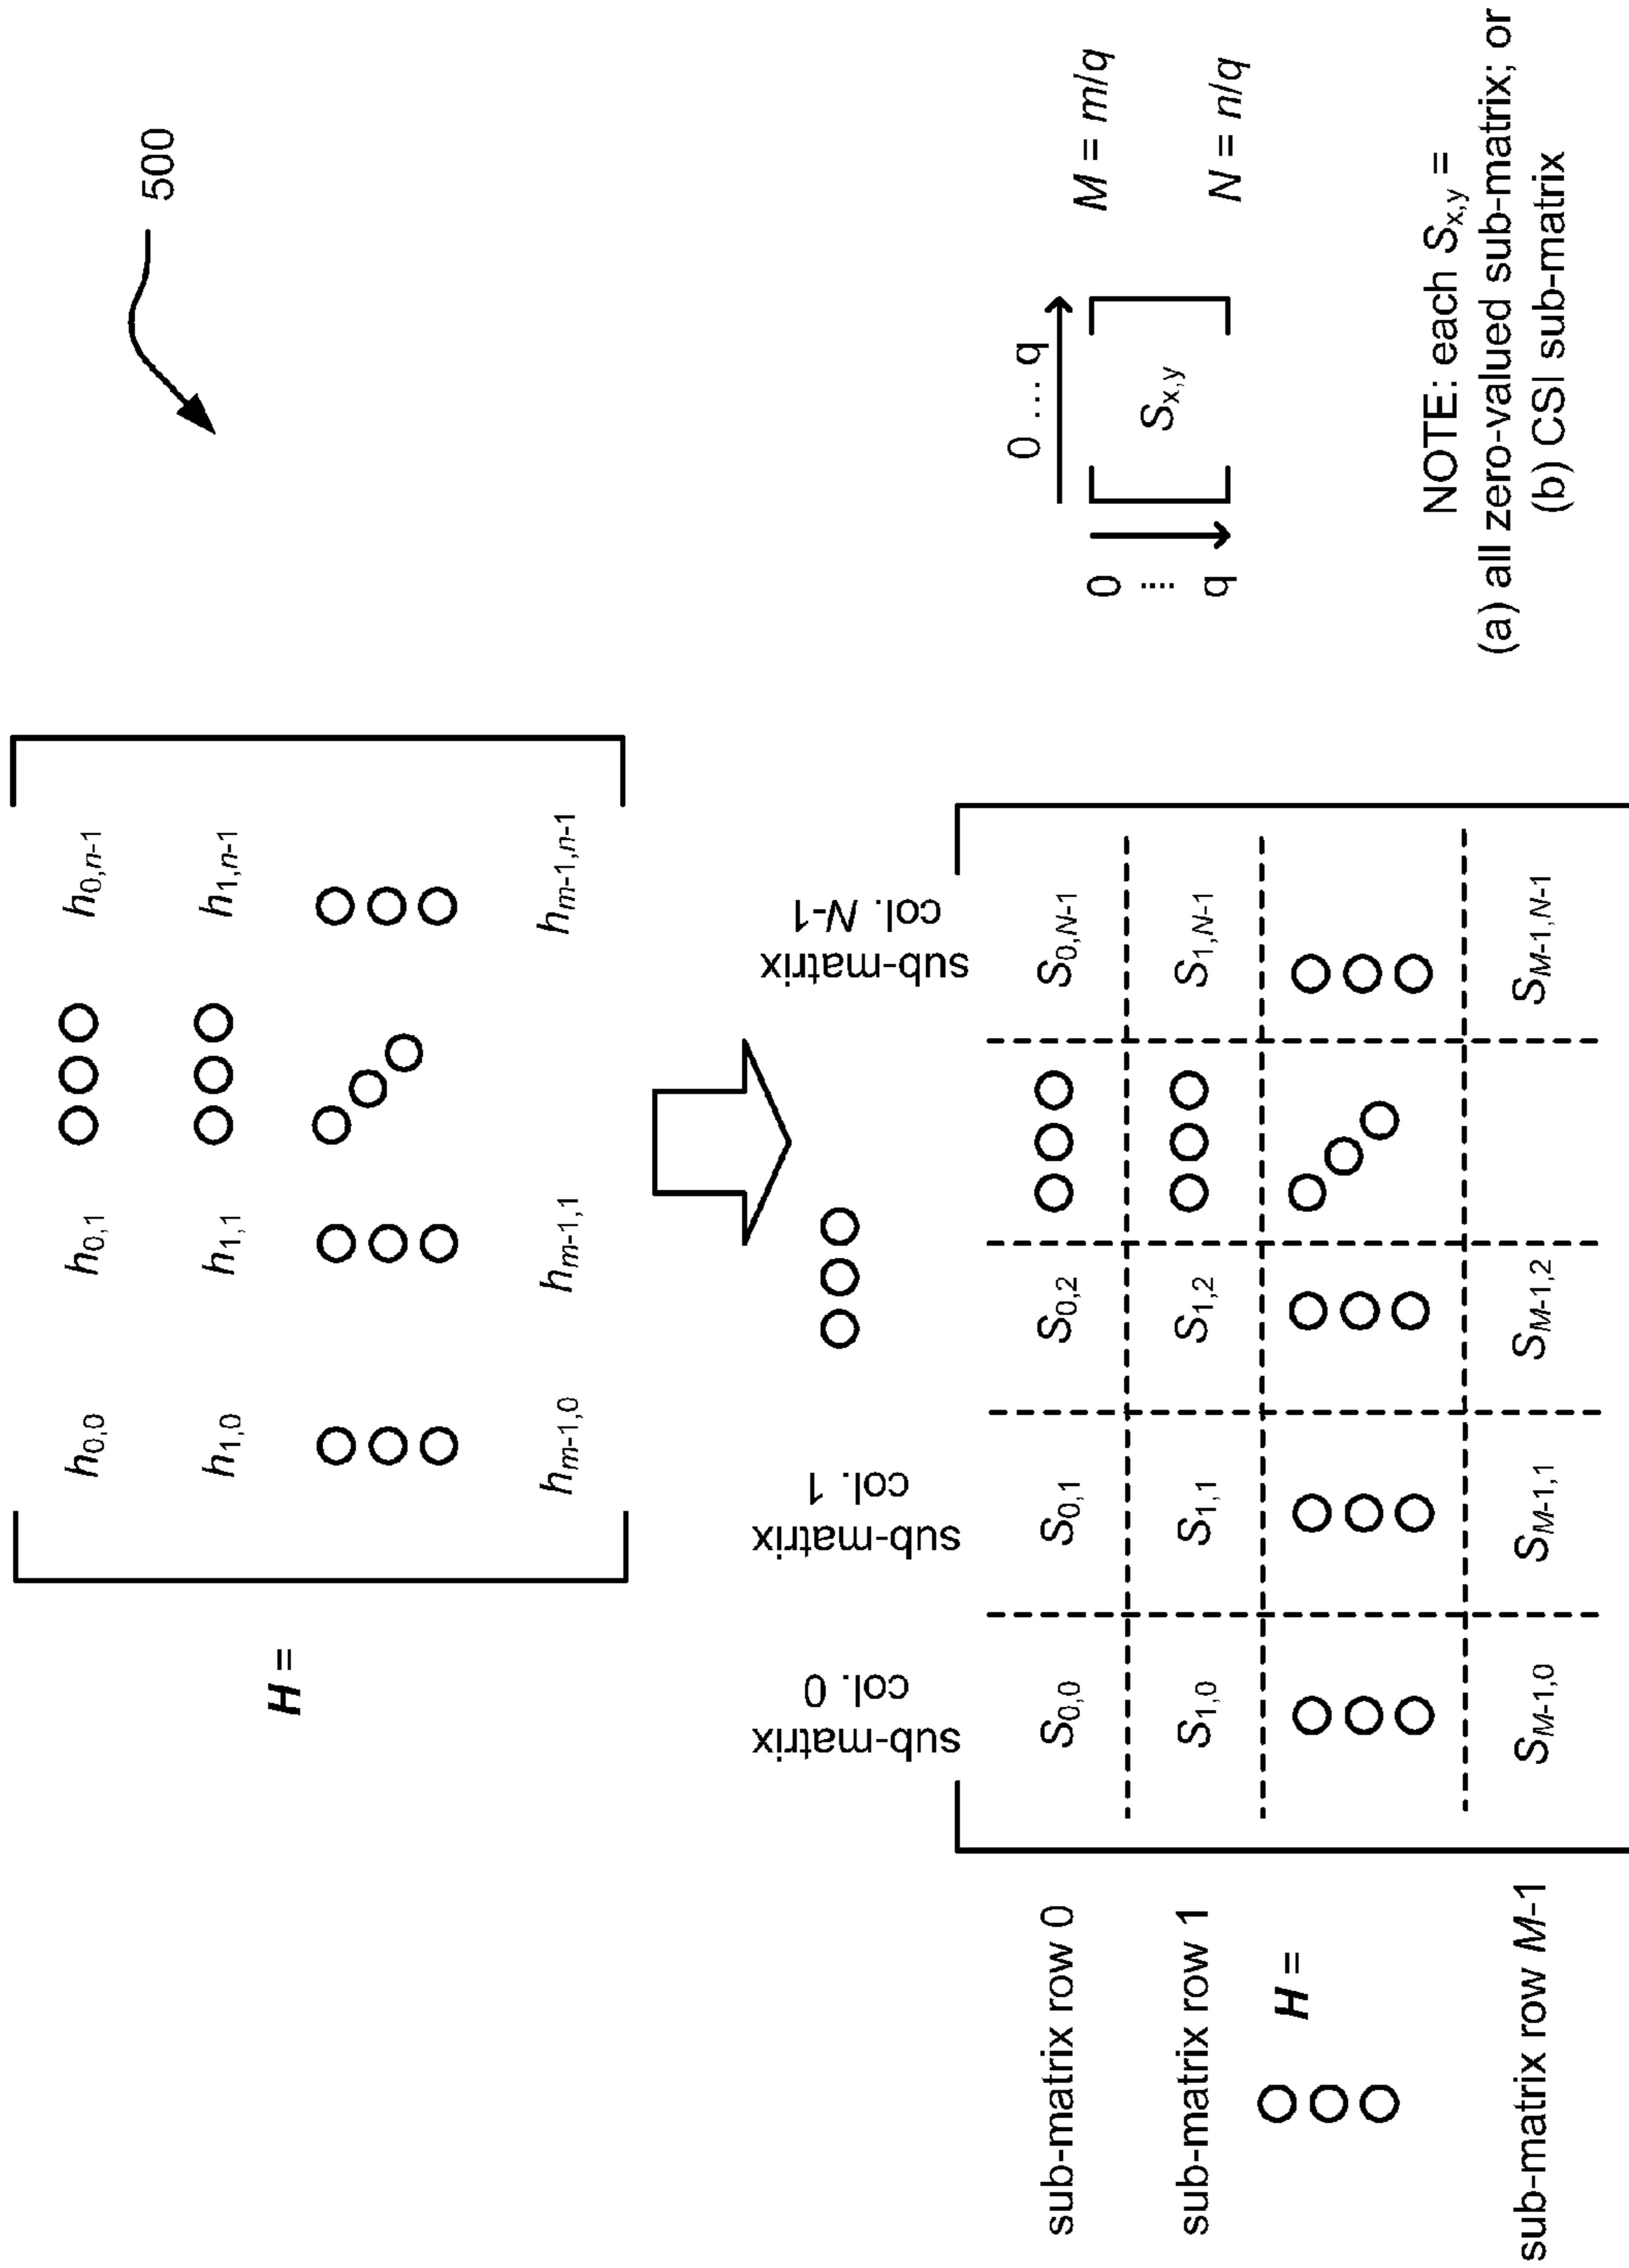 500
H =
h0,0 h0,1 h0,n-1
h1,0 h1,1 h1,n-1
hm-1,0 hm-1,1 hm-1,n-1
sub-matrix col. 0
sub-matrix col. 1
sub-matrix col. N-1
sub-matrix row 0
sub-matrix row 1
H =
sub-matrix row M-1
S0,0 S0,1 S0,2 S0,N-1
S1,0 S1,1 S1,2 S1,N-1
SM-1,0 SM-1,1 SM-1,2 SM-1,N-1
0 ... q
0
...
q
Sx,y
M = m/q
N = n/q
NOTE: each Sx,y =
(a) all zero-valued sub-matrix; or
(b) CSI sub-matrix